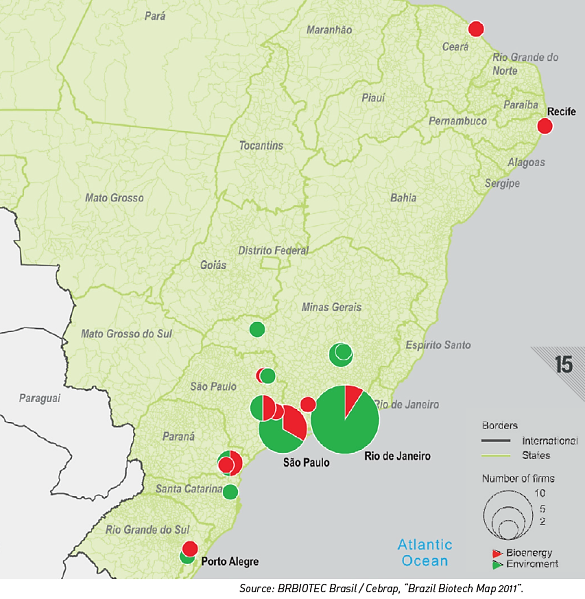 Pará
Maranhão
Ceará
Rio Grande do
Norte
Piauí
Paraiba
Recife
Pernambuco
Tocantins
Alagoas
Sergipe
Mato Grosso
Bahia
Distrito Federal
Goiás
Minas Gerais
Mato Grosso do Sul
Espirito Santo
15
São Paulo
Paraguai
Rio de Janeiro
Borders
International
States
Paraná
São Paulo
Rio de Janeiro
Number of firms
10
5
2
Santa Catarina
Rio Grande do Sul
Atlantic
Ocean
Bioenergy
Enviroment
Porto Alegre
Source: BRBIOTEC Brasil / Cebrap, "Brazil Biotech Map 2011".